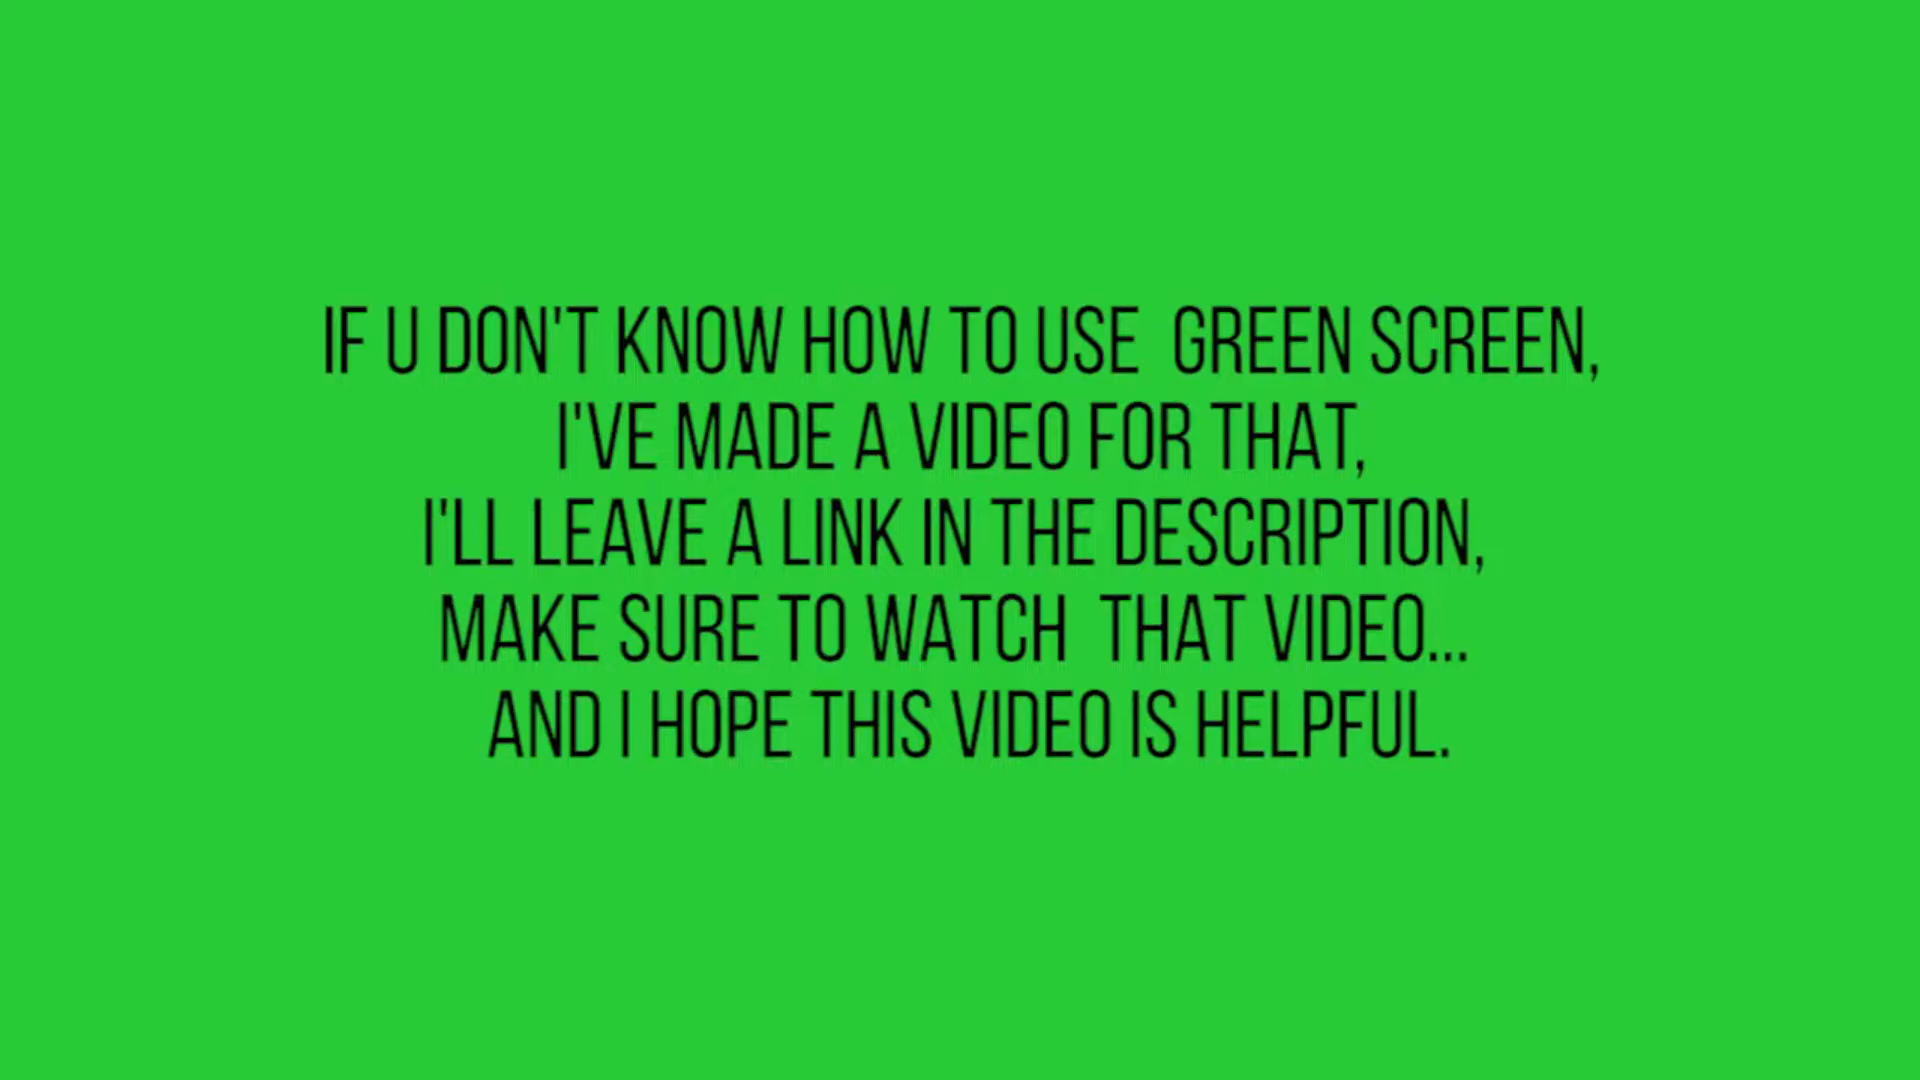 IF U DON'T KNOW HOW TO USE  GREEN SCREEN,
I'VE MADE A VIDEO FOR THAT,
I'LL LEAVE A LINK IN THE DESCRIPTION,
MAKE SURE TO WATCH  THAT VIDEO...
AND I HOPE THIS VIDEO IS HELPFUL.